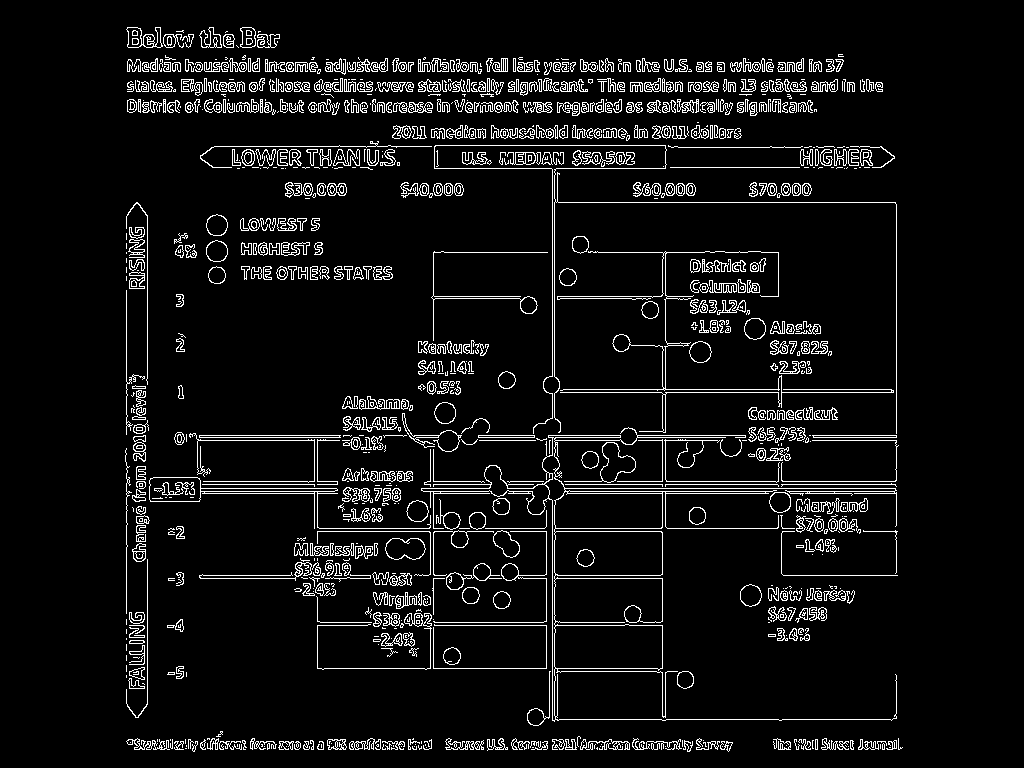 Below the Bar
Median household income, adjusted for inflation, fell last year both in the U.S. as a whole and in 37
states. Eighteen of those declines were statistically significant.* The median rose in 13 states and in the
District of Columbia, but only the increase in Vermont was regarded as statistically significant.
2011 median household income, in 2011 dollars
LOWER THAN U.S.
U.S. MEDIAN $50,502
HIGHER
$30,000
$40,000
$60,000
$70,000
RISING
Change from 2010 level
FALLING
4%
3
2
1
0
-1.3%
-2
-3
-4
-5
LOWEST 5
HIGHEST 5
THE OTHER STATES
District of
Columbia
$63,124,
+1.8%
Alaska
$67,825,
+2.3%
Kentucky
$41,141
+0.5%
Alabama,
$41,415,
-0.1%
Connecticut
$65,753,
-0.2%
Arkansas
$38,758
-1.6%
Maryland
$70,004,
-1.4%
Mississippi
$36,919
-2.4%
West
Virginia
$38,482
-2.4%
New Jersey
$67,458
-3.4%
*Statistically different from zero at a 90% confidence level
Source: U.S. Census 2011 American Community Survey
The Wall Street Journal.